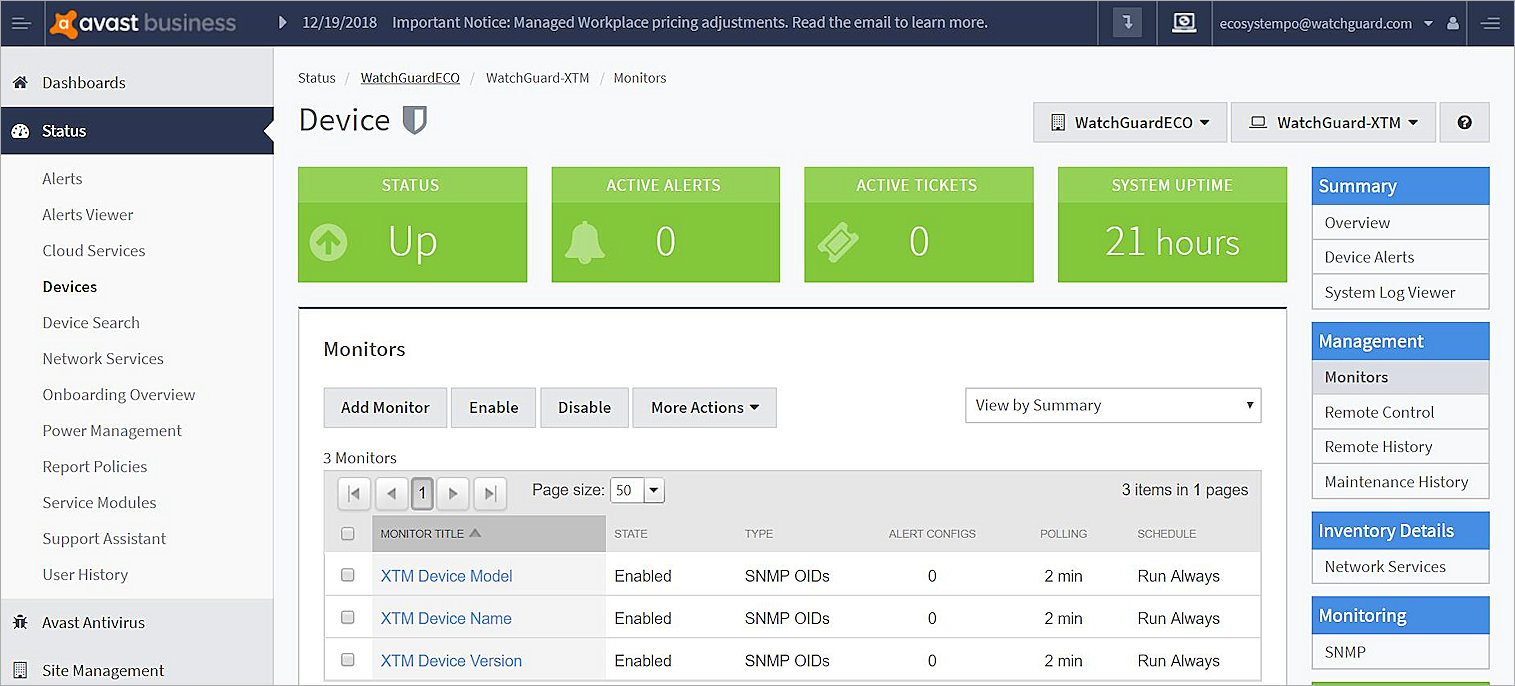 avast business
12/19/2018 Important Notice: Managed Workplace pricing adjustments. Read the email to learn more.
ecosystempo@watchguard.com
Dashboards
Status
Alerts
Alerts Viewer
Cloud Services
Devices
Device Search
Network Services
Onboarding Overview
Power Management
Report Policies
Service Modules
Support Assistant
User History
Avast Antivirus
Site Management
Status / WatchGuardECO / WatchGuard-XTM / Monitors
Device
WatchGuardECO
WatchGuard-XTM
STATUS
Up
ACTIVE ALERTS
0
ACTIVE TICKETS
0
SYSTEM UPTIME
21 hours
Monitors
Add Monitor Enable Disable More Actions
View by Summary
3 Monitors
1 Page size: 50 3 items in 1 pages
MONITOR TITLE STATE TYPE ALERT CONFIGS POLLING SCHEDULE
XTM Device Model Enabled SNMP OIDs 0 2 min Run Always
XTM Device Name Enabled SNMP OIDs 0 2 min Run Always
XTM Device Version Enabled SNMP OIDs 0 2 min Run Always
Summary
Overview
Device Alerts
System Log Viewer
Management
Monitors
Remote Control
Remote History
Maintenance History
Inventory Details
Network Services
Monitoring
SNMP